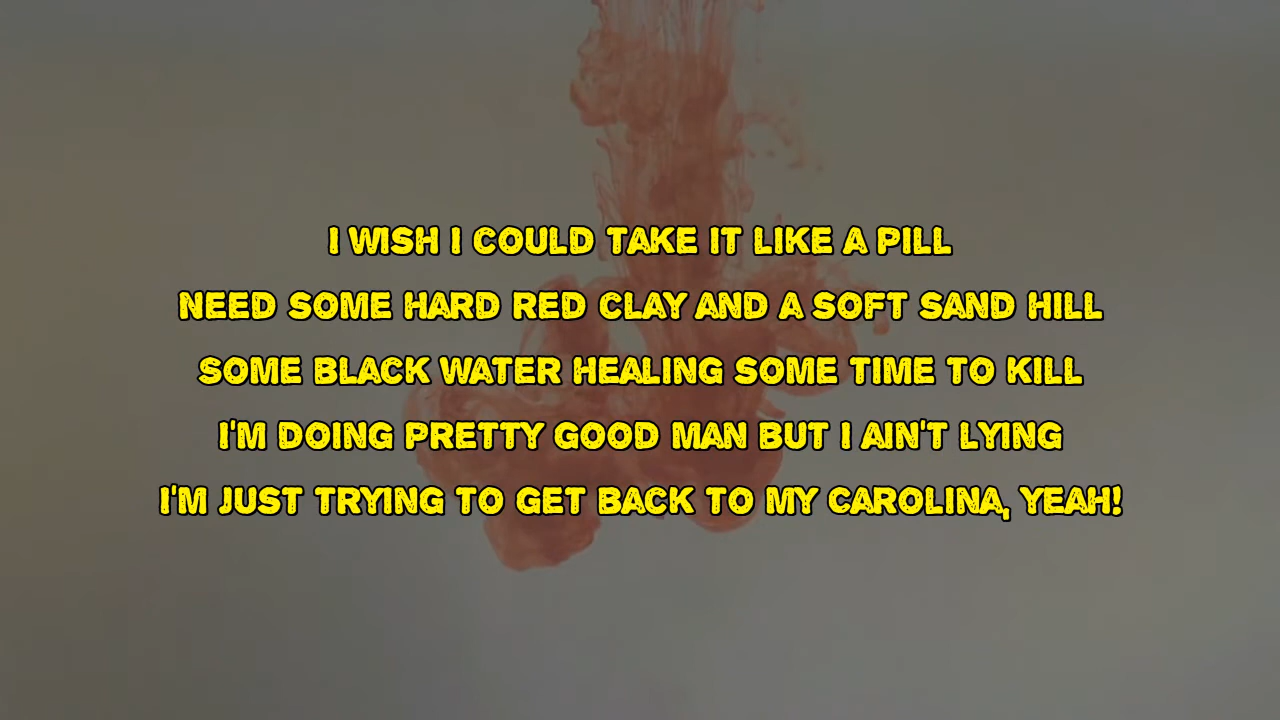 I WISH I COULD TAKE IT LIKE A PILL
NEED SOME HARD RED CLAY AND A SOFT SAND HILL
SOME BLACK WATER HEALING SOME TIME TO KILL
I'M DOING PRETTY GOOD MAN BUT I AIN'T LYING
I'M JUST TRYING TO GET BACK TO MY CAROLINA, YEAH!